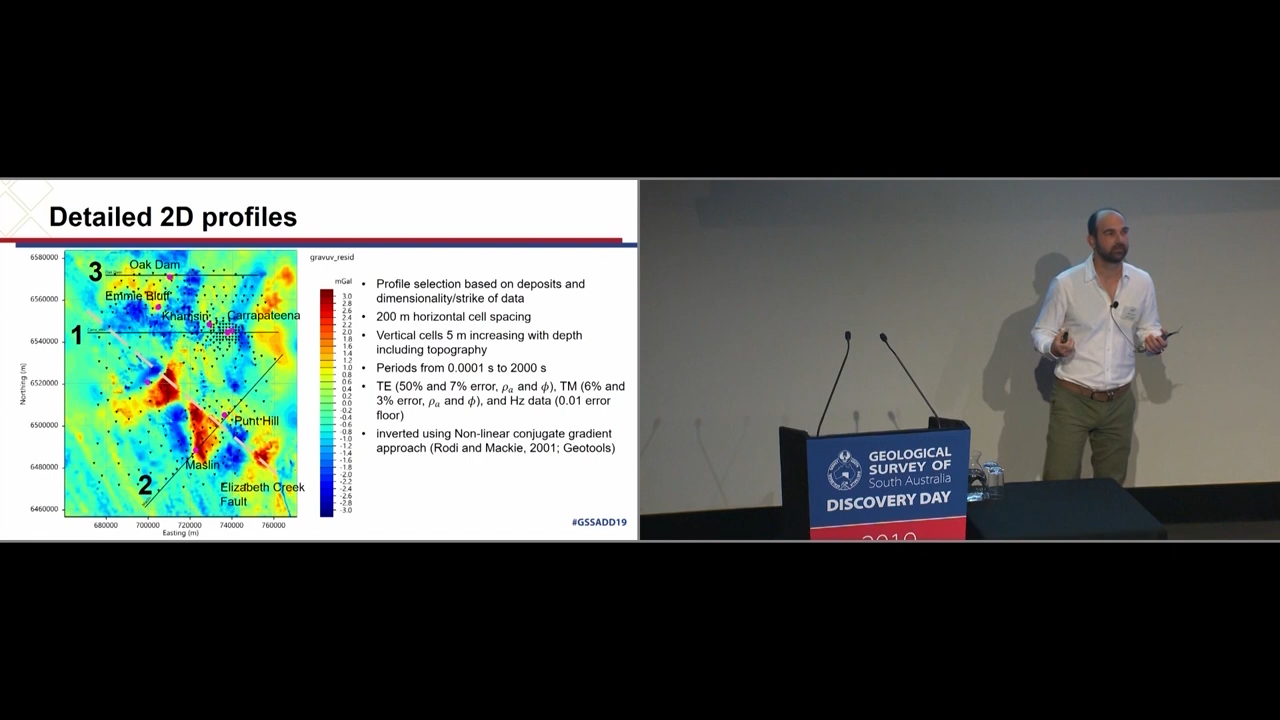 Detailed 2D profiles
gravuv_resid
mGal
3.0
2.8
2.6
2.4
2.2
2.0
1.8
1.6
1.4
1.2
1.0
0.8
0.6
0.4
0.2
0.0
-0.2
-0.4
-0.6
-0.8
-1.0
-1.2
-1.4
-1.6
-1.8
-2.0
-2.2
-2.4
-2.6
-2.8
-3.0
6580000
6560000
6540000
6520000
6500000
6480000
6460000
Northing (m)
680000 700000 720000 740000 760000
Easting (m)
3
Oak Dam
Emmie Bluff
Khamsin
Carrapateena
1
Punt Hill
Maslin
2
Elizabeth Creek
Fault
• Profile selection based on deposits and
dimensionality/strike of data
• 200 m horizontal cell spacing
• Vertical cells 5 m increasing with depth
including topography
• Periods from 0.0001 s to 2000 s
• TE (50% and 7% error, ρₐ and ϕ), TM (6% and
3% error, ρₐ and ϕ), and Hz data (0.01 error
floor)
• inverted using Non-linear conjugate gradient
approach (Rodi and Mackie, 2001; Geotools)
#GSSADD19
GEOLOGICAL
SURVEY OF
South Australia
DISCOVERY DAY
2019